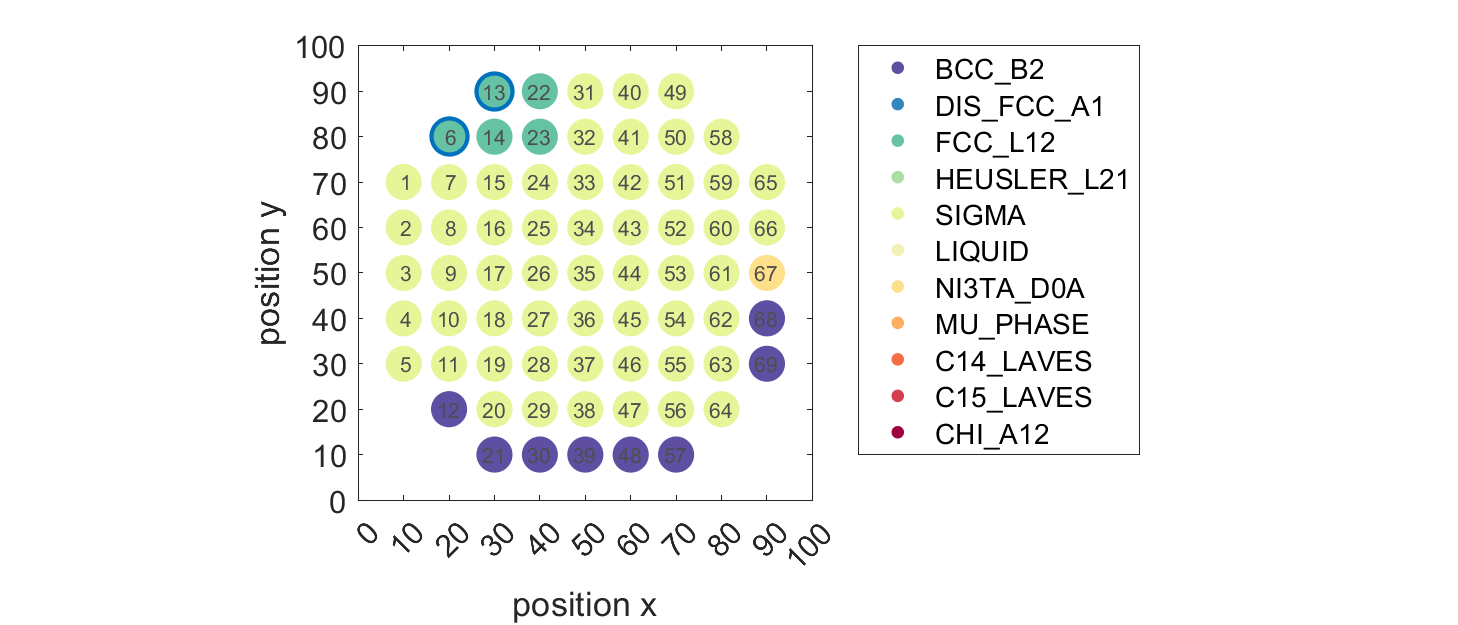 100
90
80
70
60
50
40
30
20
10
0
position y
13 22 31 40 49
6 14 23 32 41 50 58
1 7 15 24 33 42 51 59 65
2 8 16 25 34 43 52 60 66
3 9 17 26 35 44 53 61 67
4 10 18 27 36 45 54 62 68
5 11 19 28 37 46 55 63 69
12 20 29 38 47 56 64
21 30 39 48 57
0 10 20 30 40 50 60 70 80 90 100
position x
BCC_B2
DIS_FCC_A1
FCC_L12
HEUSLER_L21
SIGMA
LIQUID
NI3TA_D0A
MU_PHASE
C14_LAVES
C15_LAVES
CHI_A12